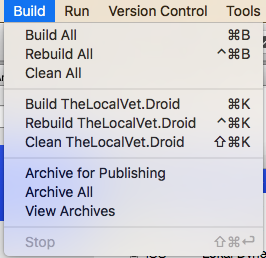 Build Run Version Control Tools
Build All ⌘B
Rebuild All ^⌘B
Clean All
Build TheLocalVet.Droid ⌘K
Rebuild TheLocalVet.Droid ^⌘K
Clean TheLocalVet.Droid ⇧⌘K
Archive for Publishing
Archive All
View Archives
Stop ⇧⌘↩